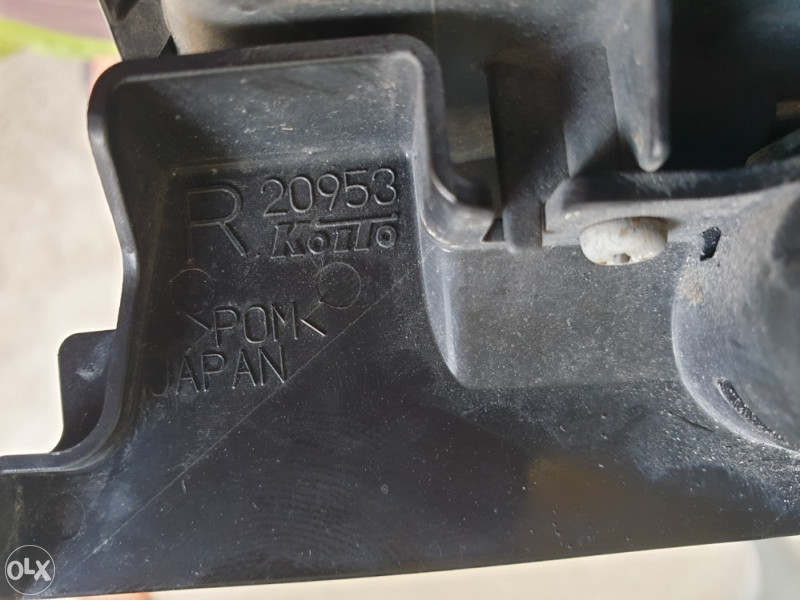 R 20953
KOITO
>POM<
JAPAN
OLX